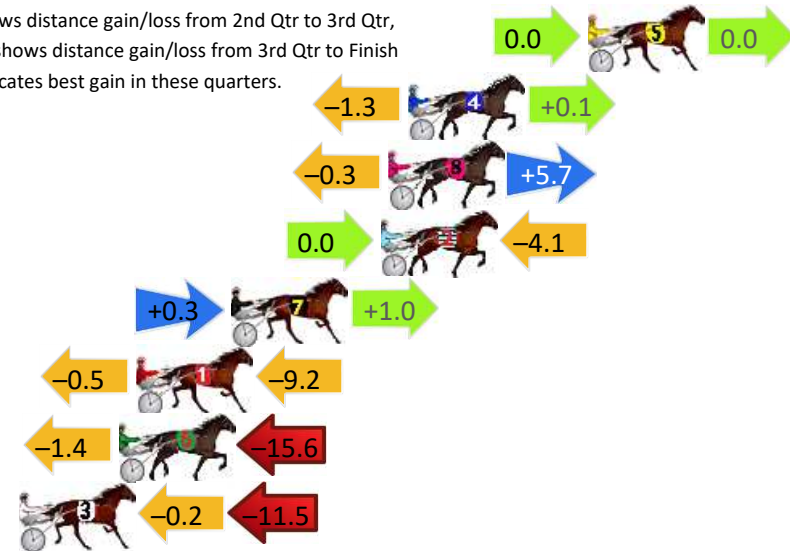 ws distance gain/loss from 2nd Qtr to 3rd Qtr,
shows distance gain/loss from 3rd Qtr to Finish
cates best gain in these quarters.
0.0 5 0.0
−1.3 4 +0.1
−0.3 8 +5.7
0.0 −4.1
+0.3 7 +1.0
−0.5 1 −9.2
−1.4 −15.6
3 −0.2 −11.5